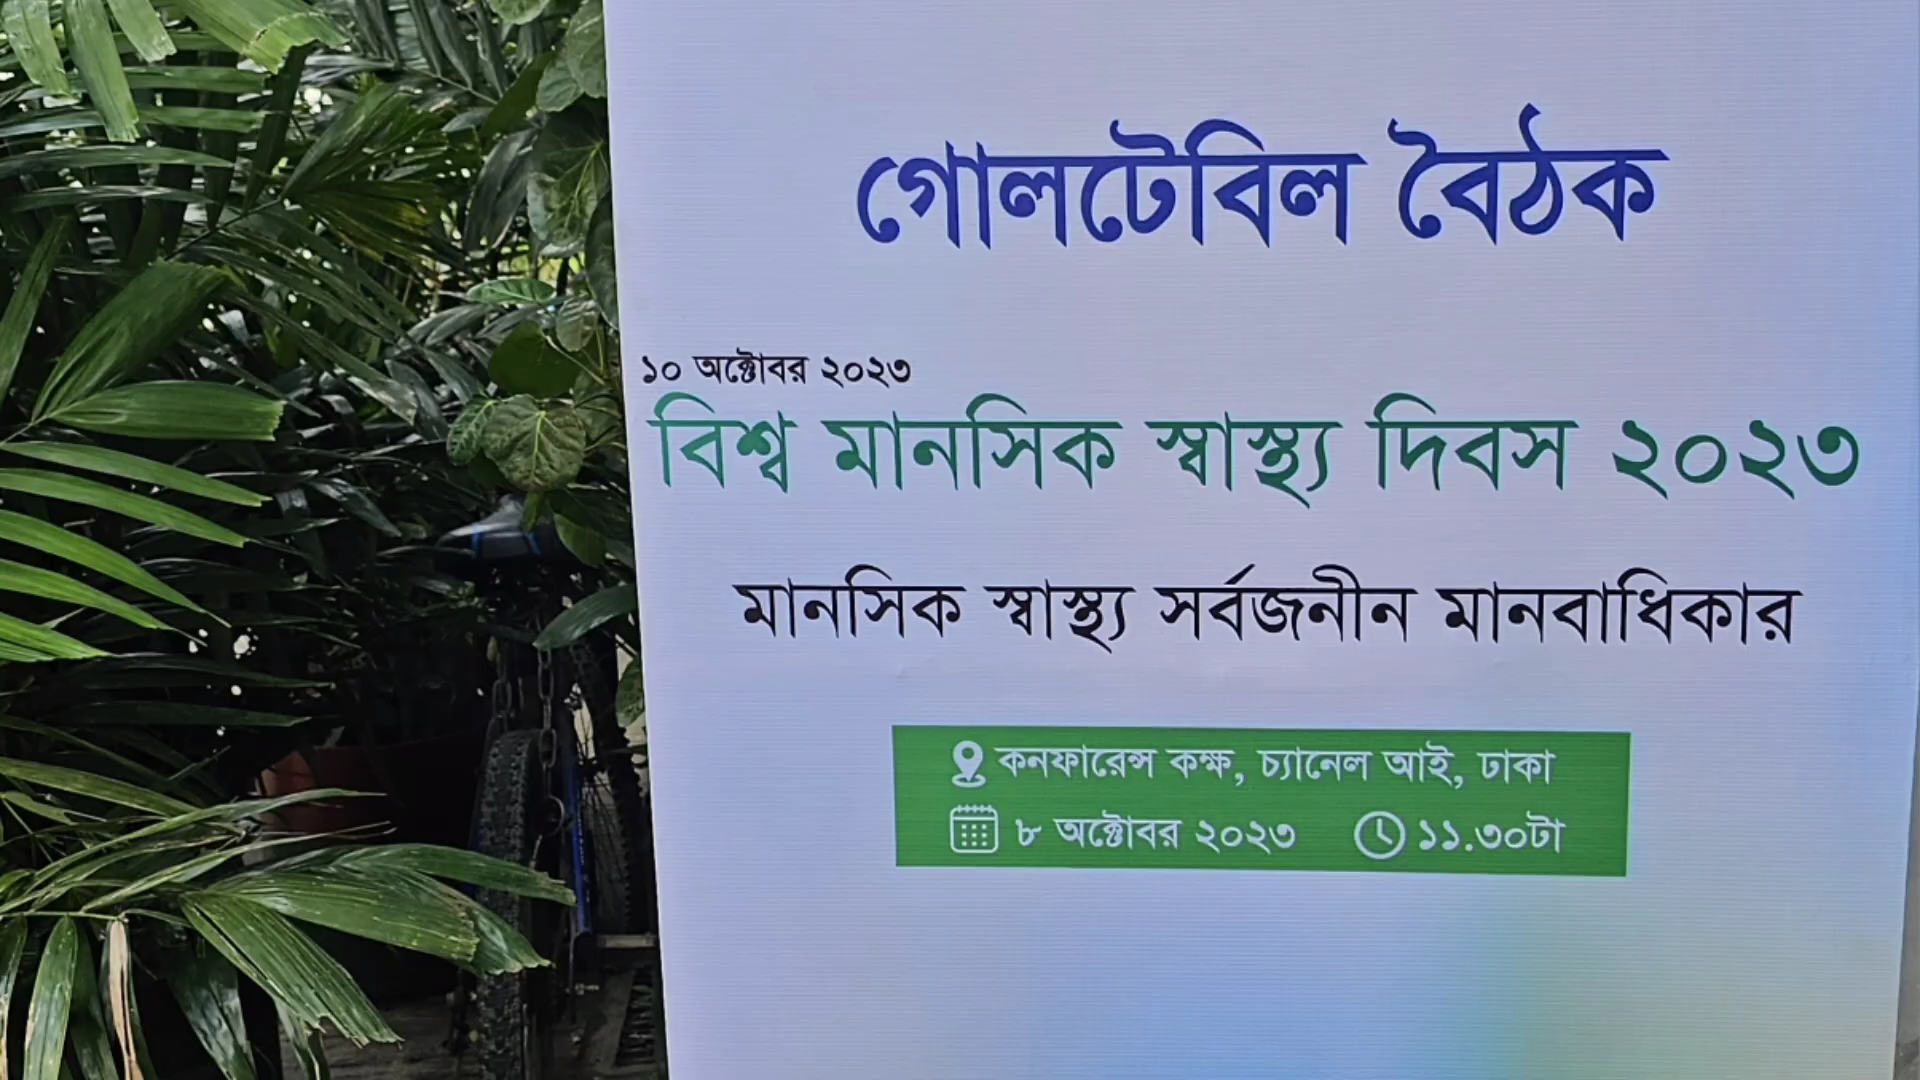 গোলটেবিল বৈঠক
১০ অক্টোবর ২০২৩
বিশ্ব মানসিক স্বাস্থ্য দিবস ২০২৩
মানসিক স্বাস্থ্য সর্বজনীন মানবাধিকার
কনফারেন্স কক্ষ, চ্যানেল আই, ঢাকা
৮ অক্টোবর ২০২৩ ১১.৩০টা